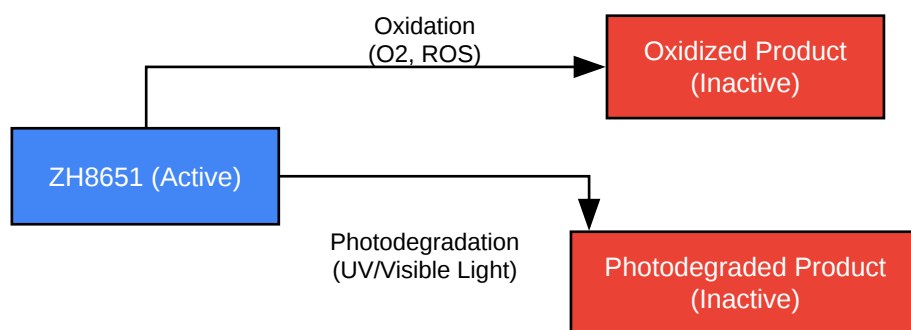 Oxidation
(O2, ROS)
Oxidized Product
(Inactive)
ZH8651 (Active)
Photodegradation
(UV/Visible Light)
Photodegraded Product
(Inactive)